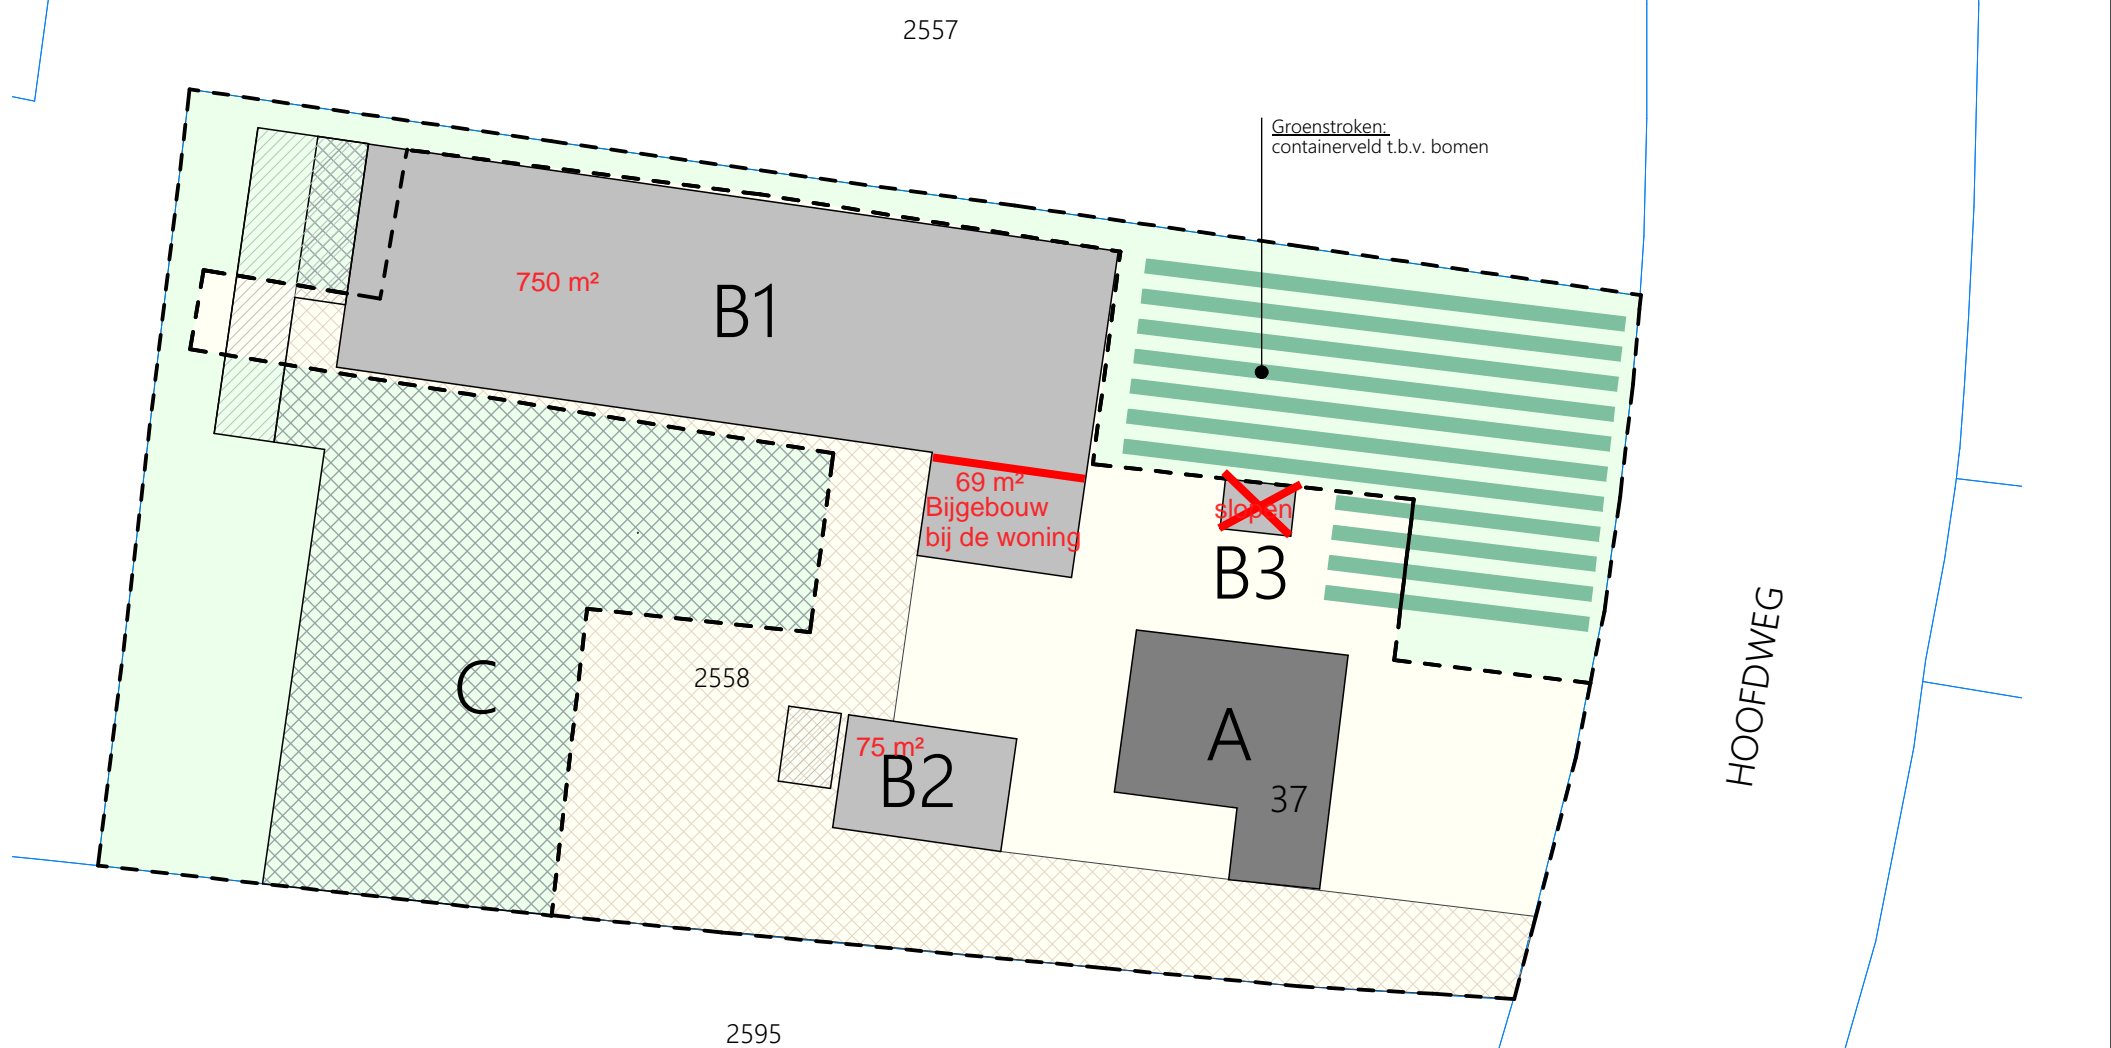 2557
Groenstroken:
containerveld t.b.v. bomen
750 m²
B1
69 m²
Bijgebouw
bij de woning
slopen
B3
C
2558
75 m²
B2
A
37
HOOFDWEG
2595